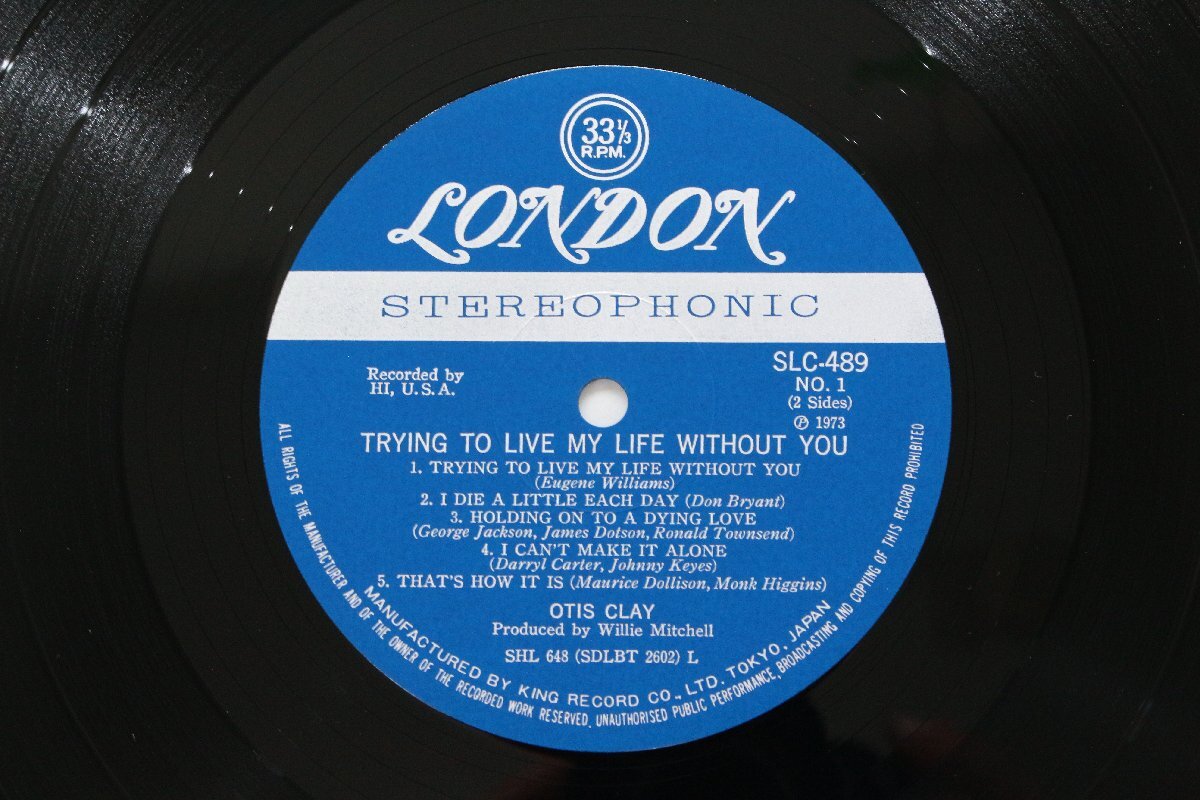 33⅓
R.P.M.
LONDON
STEREOPHONIC
Recorded by
HI, U.S.A.
SLC-489
NO. 1
(2 Sides)
℗ 1973
TRYING TO LIVE MY LIFE WITHOUT YOU
1. TRYING TO LIVE MY LIFE WITHOUT YOU
(Eugene Williams)
2. I DIE A LITTLE EACH DAY (Don Bryant)
3. HOLDING ON TO A DYING LOVE
(George Jackson, James Dotson, Ronald Townsend)
4. I CAN'T MAKE IT ALONE
(Darryl Carter, Johnny Keyes)
5. THAT'S HOW IT IS (Maurice Dollison, Monk Higgins)
OTIS CLAY
Produced by Willie Mitchell
SHL 648 (SDLBT 2602) L
MANUFACTURED BY KING RECORD CO., LTD. TOKYO, JAPAN
ALL RIGHTS OF THE MANUFACTURER AND OF THE OWNER OF THE RECORDED WORK RESERVED. UNAUTHORISED PUBLIC PERFORMANCE, BROADCASTING AND COPYING OF THIS RECORD PROHIBITED